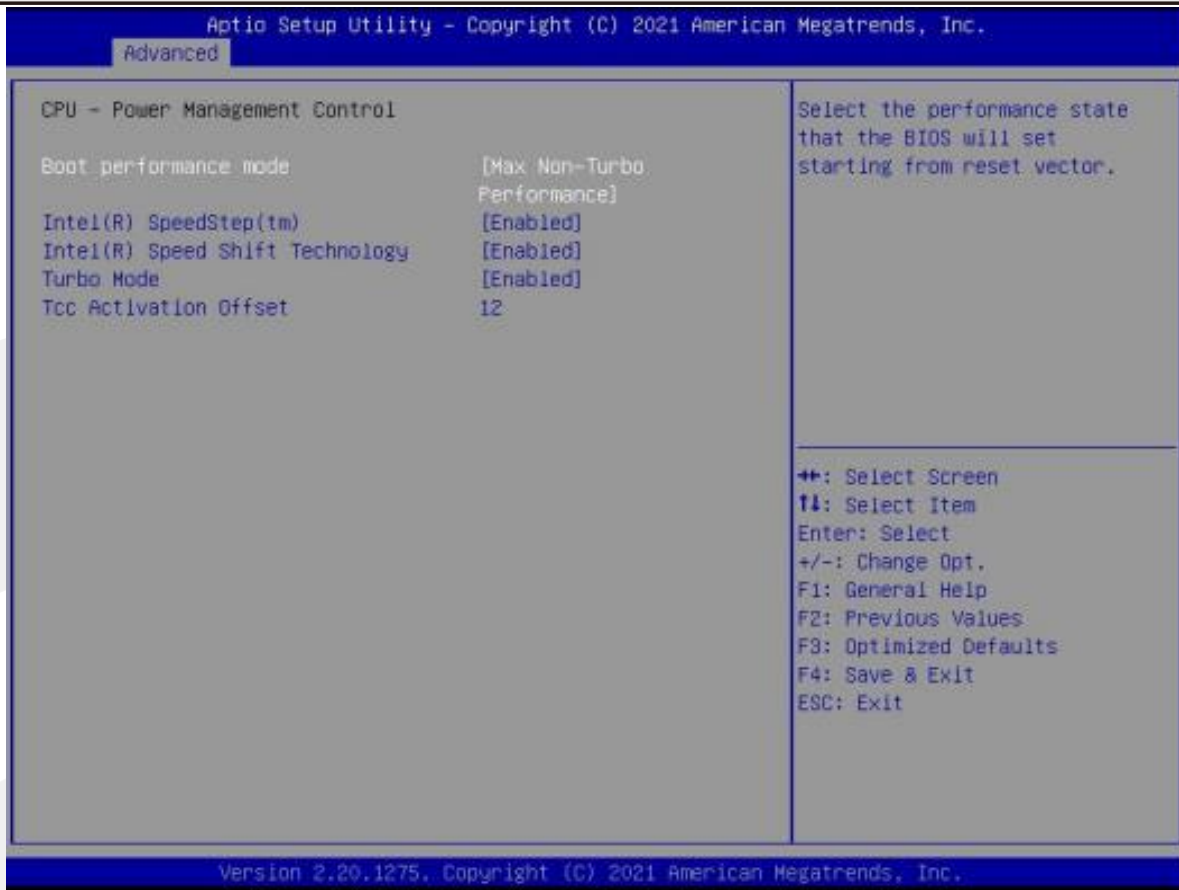 Aptio Setup Utility – Copyright (C) 2021 American Megatrends, Inc.
Advanced
CPU – Power Management Control
Boot performance mode [Max Non-Turbo
Performance]
Intel(R) SpeedStep(tm) [Enabled]
Intel(R) Speed Shift Technology [Enabled]
Turbo Mode [Enabled]
Tcc Activation Offset 12
Select the performance state
that the BIOS will set
starting from reset vector.
→←: Select Screen
↑↓: Select Item
Enter: Select
+/-: Change Opt.
F1: General Help
F2: Previous Values
F3: Optimized Defaults
F4: Save & Exit
ESC: Exit
Version 2.20.1275. Copyright (C) 2021 American Megatrends, Inc.